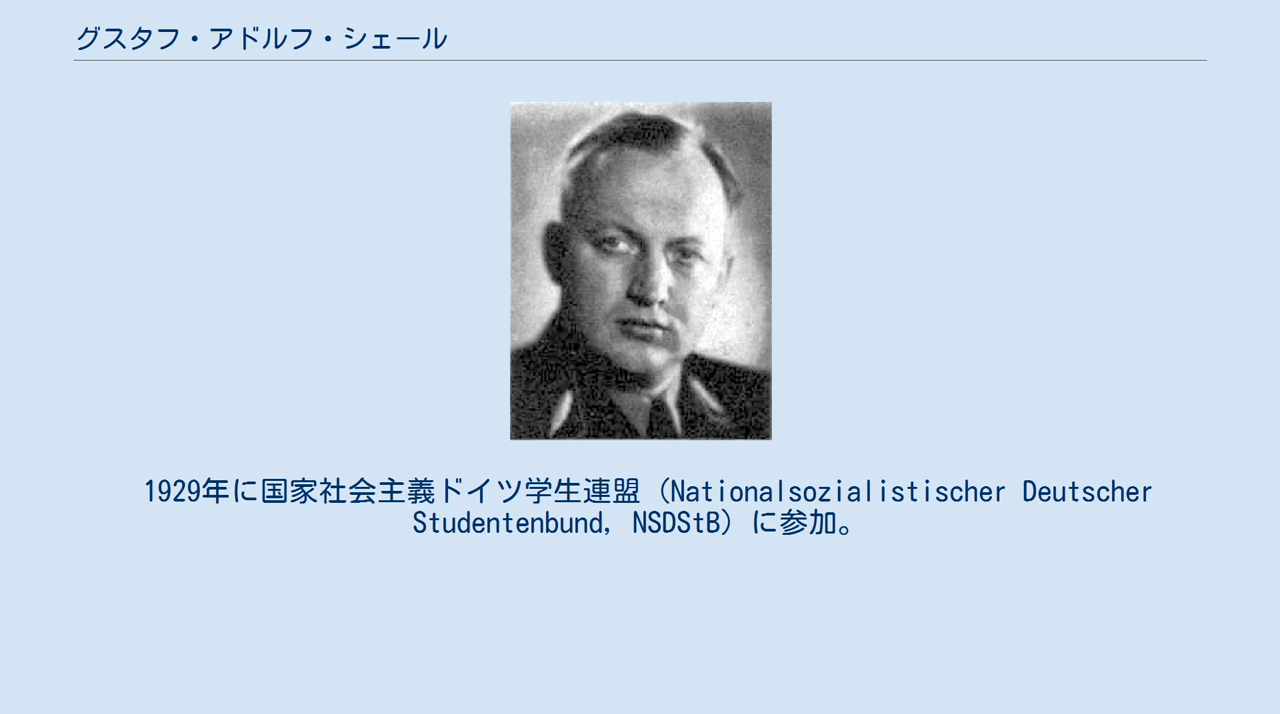 グスタフ・アドルフ・シェール
1929年に国家社会主義ドイツ学生連盟（Nationalsozialistischer Deutscher
Studentenbund, NSDStB）に参加。